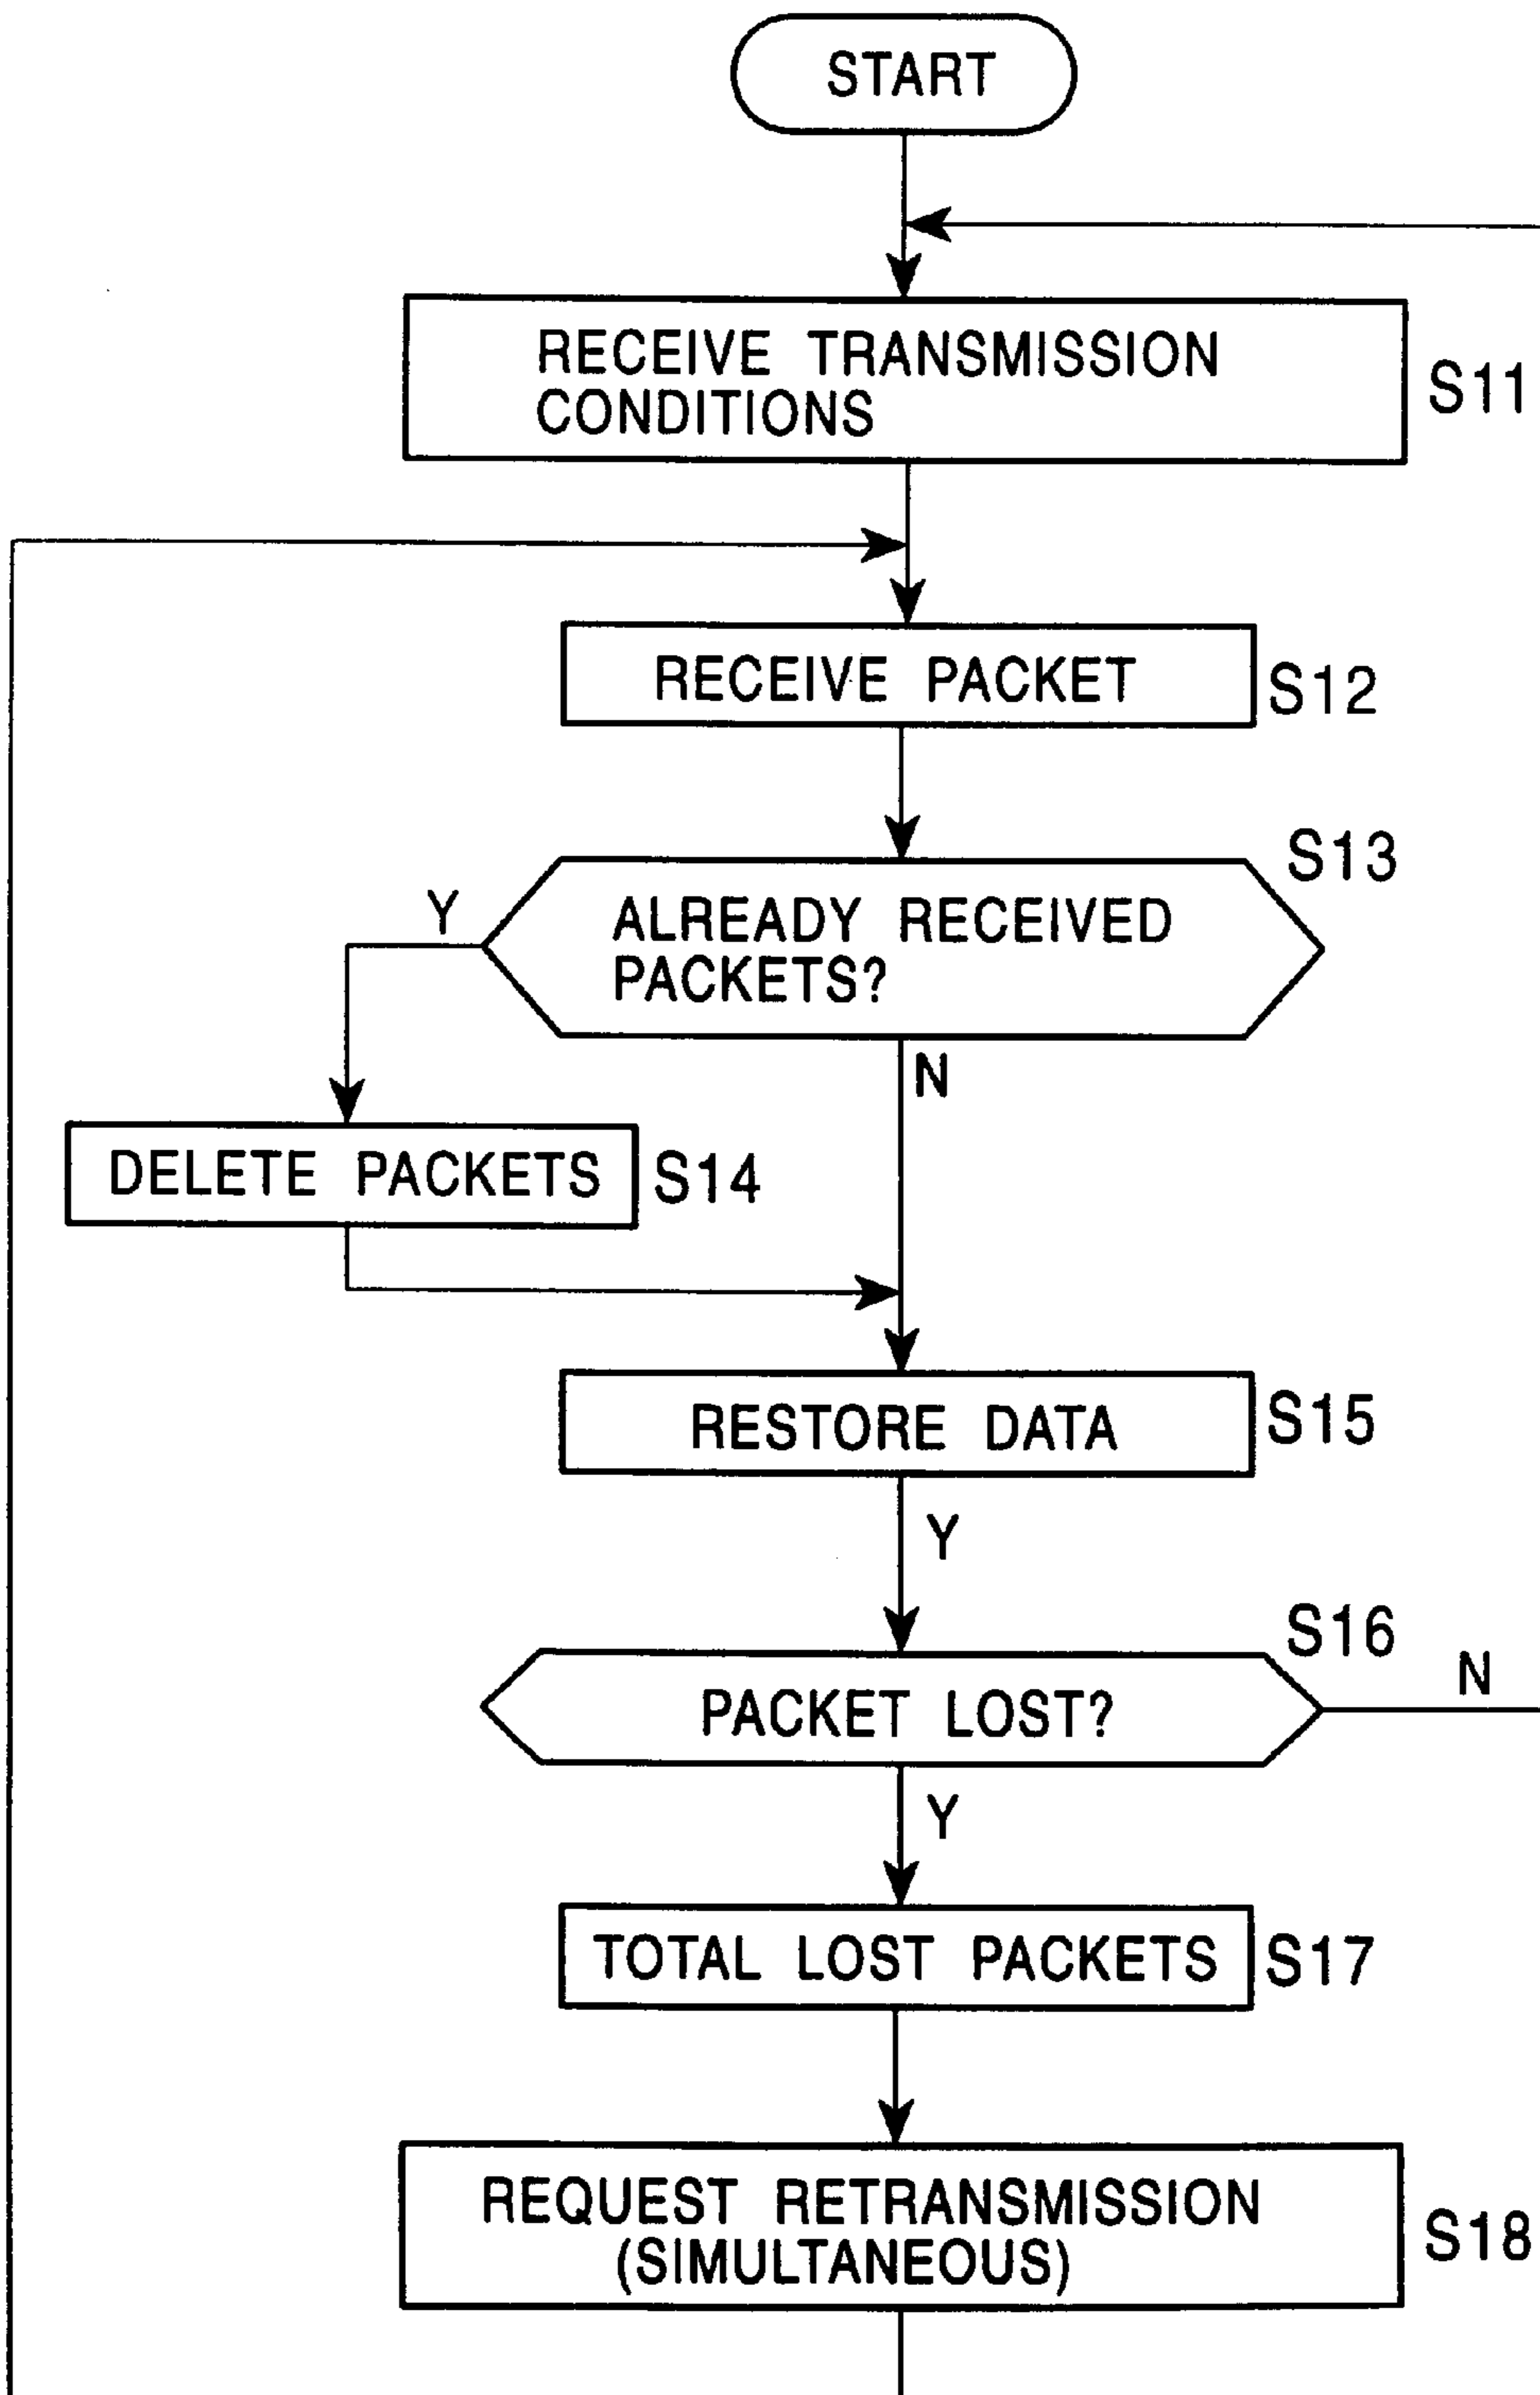 START
RECEIVE TRANSMISSION
CONDITIONS
S11
RECEIVE PACKET
S12
S13
Y
ALREADY RECEIVED
PACKETS?
N
DELETE PACKETS
S14
RESTORE DATA
S15
Y
S16
PACKET LOST?
N
Y
TOTAL LOST PACKETS
S17
REQUEST RETRANSMISSION
(SIMULTANEOUS)
S18